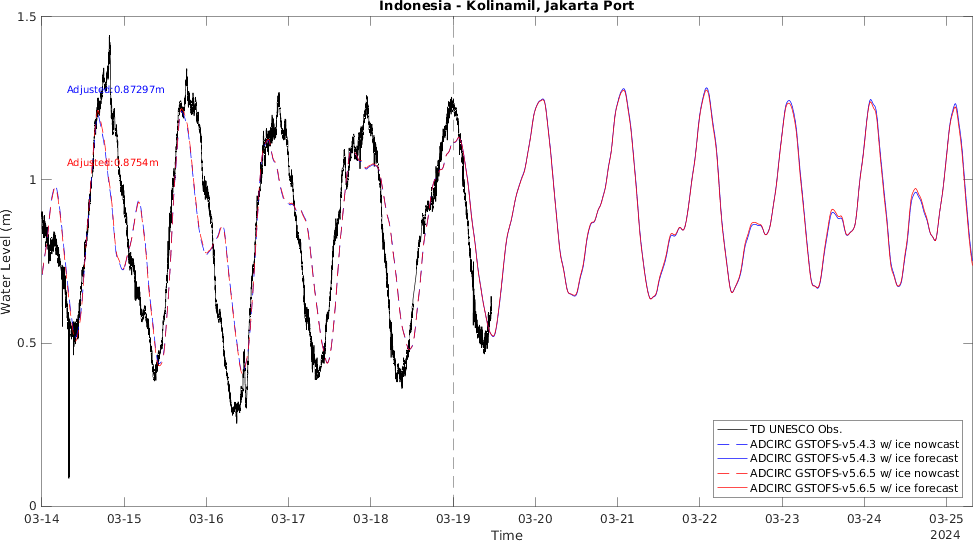 Indonesia - Kolinamil, Jakarta Port
1.5
1
0.5
0
Water Level (m)
Adjusted:0.87297m
Adjusted:0.8754m
TD UNESCO Obs.
ADCIRC GSTOFS-v5.4.3 w/ ice nowcast
ADCIRC GSTOFS-v5.4.3 w/ ice forecast
ADCIRC GSTOFS-v5.6.5 w/ ice nowcast
ADCIRC GSTOFS-v5.6.5 w/ ice forecast
03-14 03-15 03-16 03-17 03-18 03-19 03-20 03-21 03-22 03-23 03-24 03-25
Time
2024